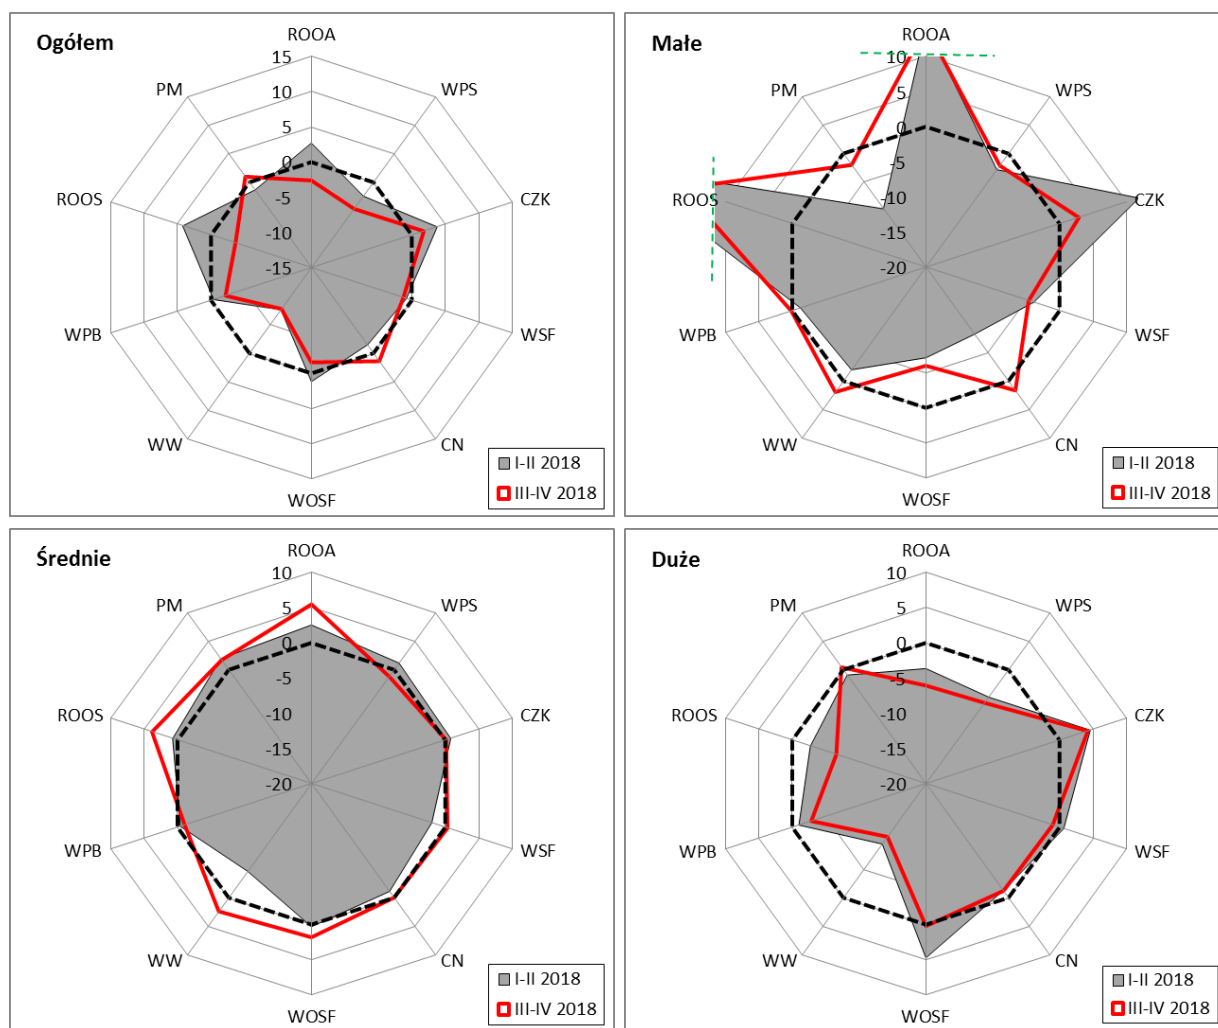 Ogółem
ROOA
WPS
CZK
WSF
CN
WOSF
WW
WPB
ROOS
PM
15
10
5
0
-5
-10
-15
I-II 2018
III-IV 2018
Małe
ROOA
WPS
CZK
WSF
CN
WOSF
WW
WPB
ROOS
PM
10
5
0
-5
-10
-15
-20
I-II 2018
III-IV 2018
Średnie
ROOA
WPS
CZK
WSF
CN
WOSF
WW
WPB
ROOS
PM
10
5
0
-5
-10
-15
-20
I-II 2018
III-IV 2018
Duże
ROOA
WPS
CZK
WSF
CN
WOSF
WW
WPB
ROOS
PM
10
5
0
-5
-10
-15
-20
I-II 2018
III-IV 2018